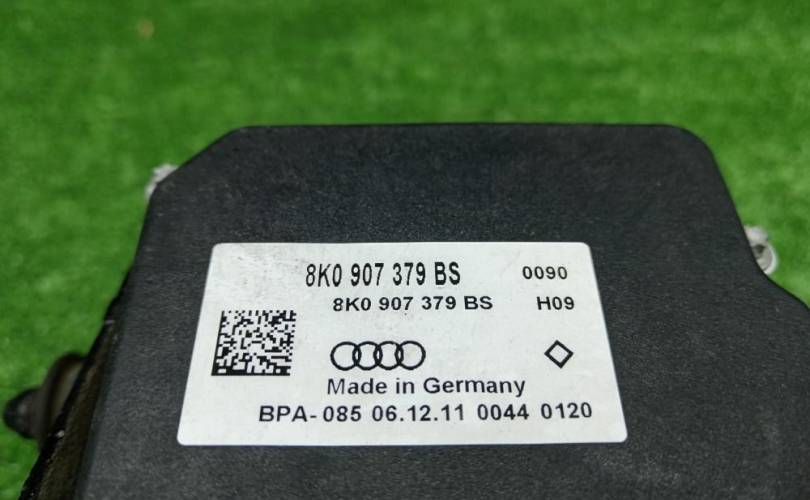 8K0 907 379 BS 0090
8K0 907 379 BS H09
Made in Germany
BPA- 085 06.12.11 0044 0120